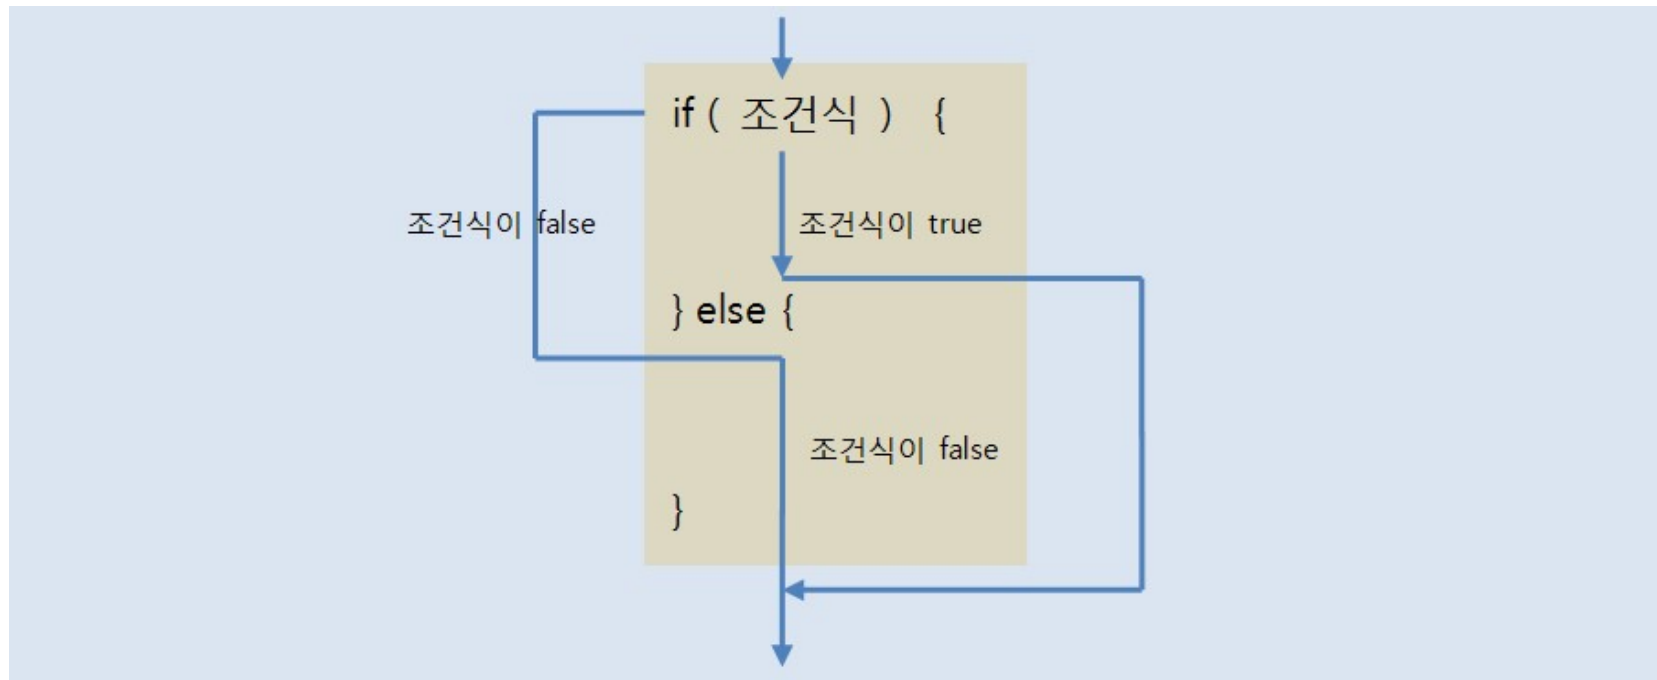 if ( 조건식 ) {
조건식이 false
조건식이 true
} else {
조건식이 false
}